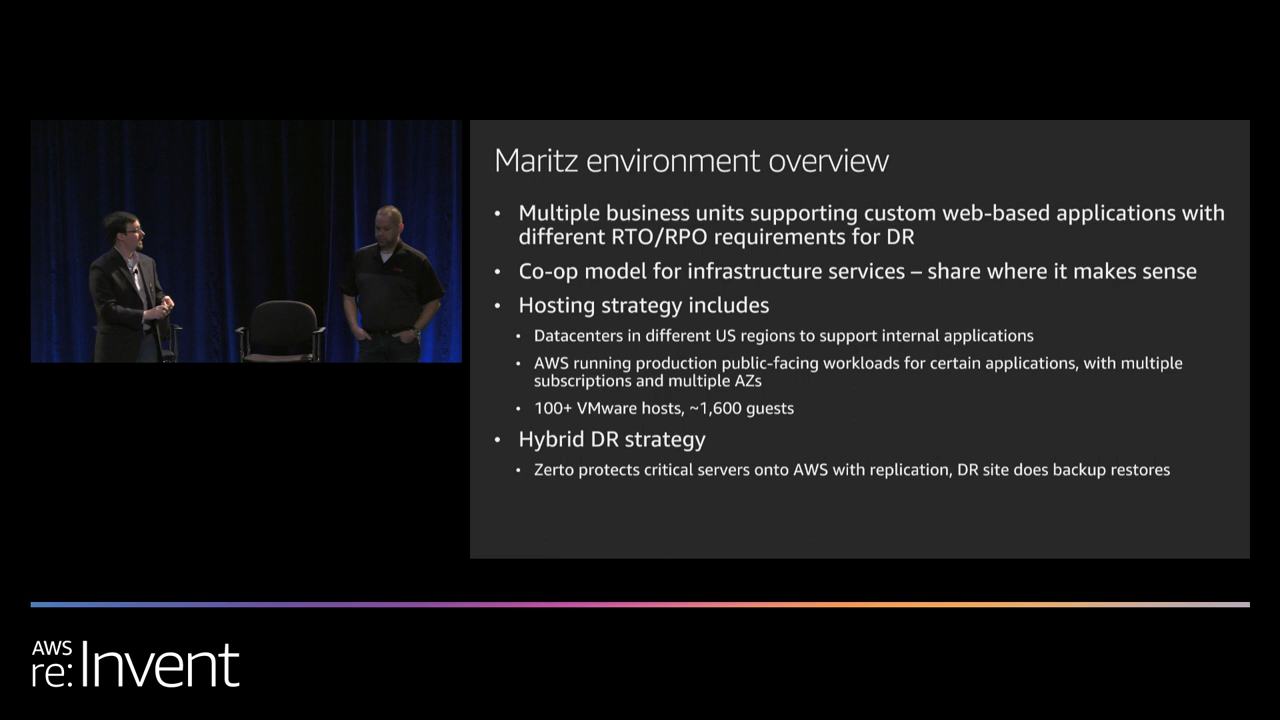 Maritz environment overview
• Multiple business units supporting custom web-based applications with
different RTO/RPO requirements for DR
• Co-op model for infrastructure services – share where it makes sense
• Hosting strategy includes
• Datacenters in different US regions to support internal applications
• AWS running production public-facing workloads for certain applications, with multiple
subscriptions and multiple AZs
• 100+ VMware hosts, ~1,600 guests
• Hybrid DR strategy
• Zerto protects critical servers onto AWS with replication, DR site does backup restores
AWS
re:Invent